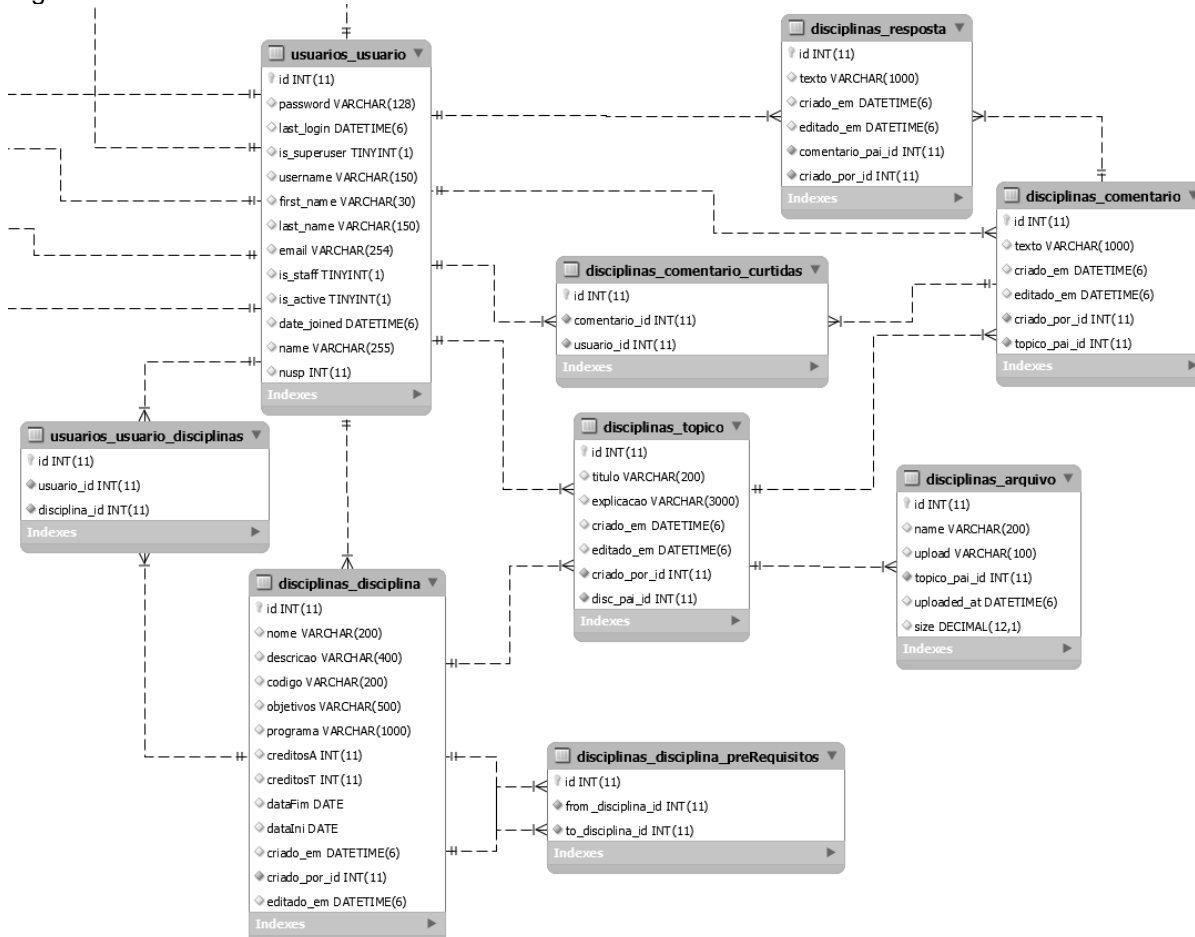 usuarios_usuario
id INT(11)
password VARCHAR(128)
last_login DATETIME(6)
is_superuser TINYINT(1)
username VARCHAR(150)
first_name VARCHAR(30)
last_name VARCHAR(150)
email VARCHAR(254)
is_staff TINYINT(1)
is_active TINYINT(1)
date_joined DATETIME(6)
name VARCHAR(255)
nusp INT(11)
Indexes
disciplinas_resposta
id INT(11)
texto VARCHAR(1000)
criado_em DATETIME(6)
editado_em DATETIME(6)
comentario_pai_id INT(11)
criado_por_id INT(11)
Indexes
disciplinas_comentario
id INT(11)
texto VARCHAR(1000)
criado_em DATETIME(6)
editado_em DATETIME(6)
criado_por_id INT(11)
topico_pai_id INT(11)
Indexes
disciplinas_comentario_curtidas
id INT(11)
comentario_id INT(11)
usuario_id INT(11)
Indexes
usuarios_usuario_disciplinas
id INT(11)
usuario_id INT(11)
disciplina_id INT(11)
Indexes
disciplinas_topico
id INT(11)
titulo VARCHAR(200)
explicacao VARCHAR(3000)
criado_em DATETIME(6)
editado_em DATETIME(6)
criado_por_id INT(11)
disc_pai_id INT(11)
Indexes
disciplinas_arquivo
id INT(11)
name VARCHAR(200)
upload VARCHAR(100)
topico_pai_id INT(11)
uploaded_at DATETIME(6)
size DECIMAL(12,1)
Indexes
disciplinas_disciplina
id INT(11)
nome VARCHAR(200)
descricao VARCHAR(400)
codigo VARCHAR(200)
objetivos VARCHAR(500)
programa VARCHAR(1000)
creditosA INT(11)
creditosT INT(11)
dataFim DATE
dataIni DATE
criado_em DATETIME(6)
criado_por_id INT(11)
editado_em DATETIME(6)
Indexes
disciplinas_disciplina_preRequisitos
id INT(11)
from_disciplina_id INT(11)
to_disciplina_id INT(11)
Indexes